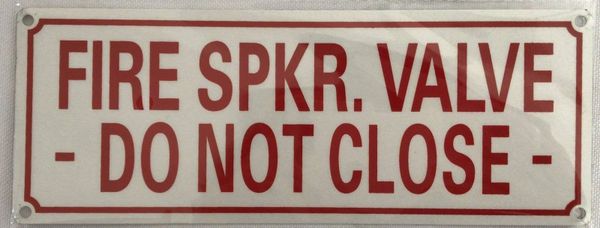 FIRE SPKR. VALVE
- DO NOT CLOSE -